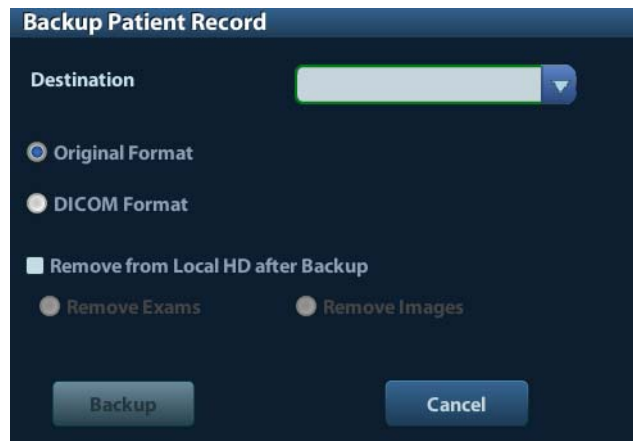 Backup Patient Record
Destination
Original Format
DICOM Format
Remove from Local HD after Backup
Remove Exams Remove Images
Backup Cancel